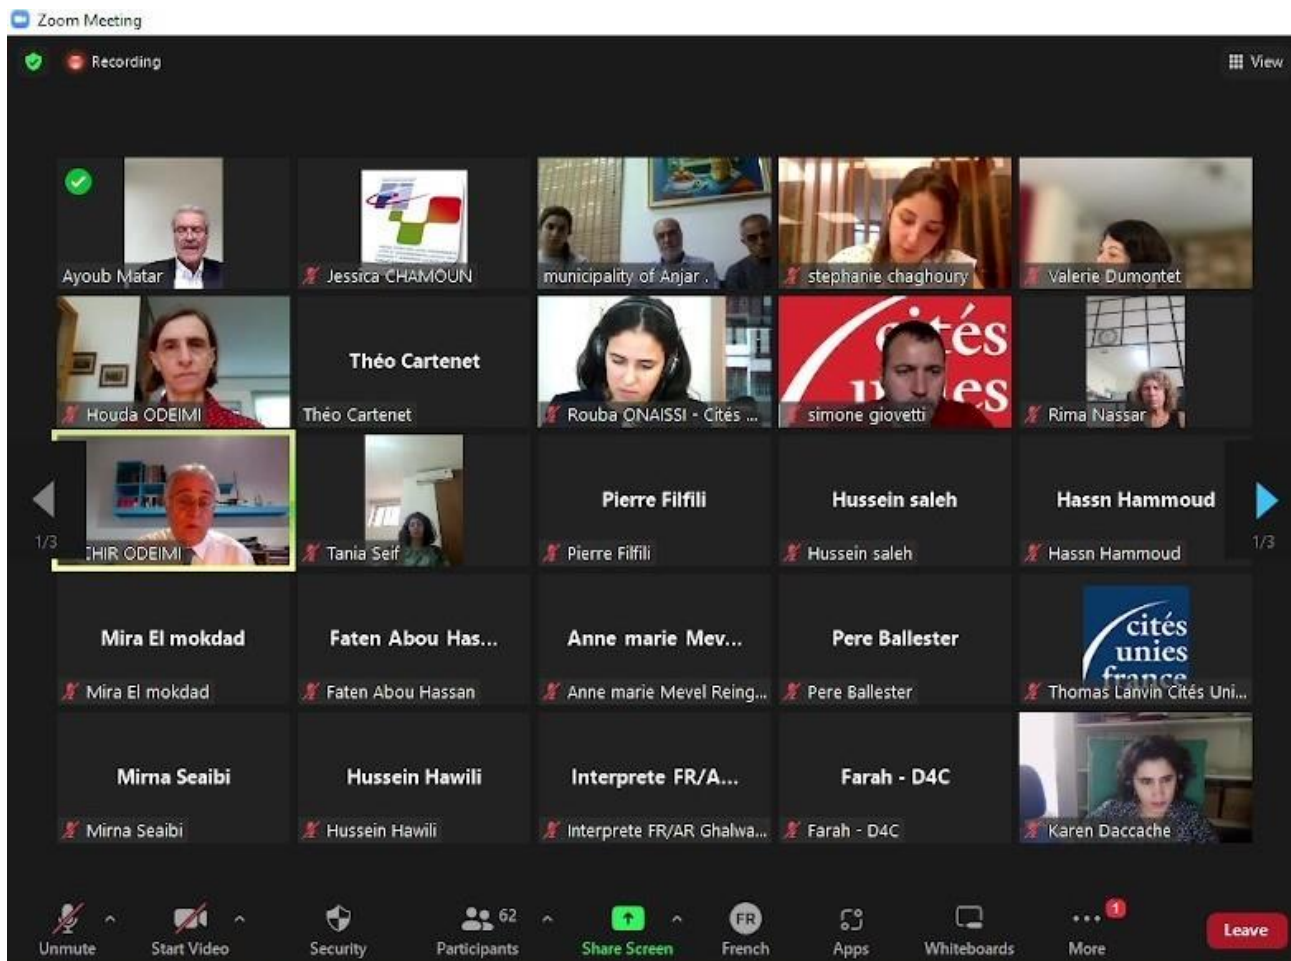 Zoom Meeting
Recording
View
Ayoub Matar
Jessica CHAMOUN
municipality of Anjar .
stephanie chaghoury
Valerie Dumontet
Houda ODEIMI
Théo Cartenet
Théo Cartenet
Rouba ONAISSI - Cités ...
cités
unies
simone giovetti
Rima Nassar
1/3
CHIR ODEIMI
Tania Seif
Pierre Filfili
Pierre Filfili
Hussein saleh
Hussein saleh
Hassn Hammoud
Hassn Hammoud
1/3
Mira El mokdad
Mira El mokdad
Faten Abou Has...
Faten Abou Hassan
Anne marie Mev...
Anne marie Mevel Reing...
Pere Ballester
Pere Ballester
cités
unies
france
Thomas Lanvin Cités Uni...
Mirna Seaibi
Mirna Seaibi
Hussein Hawili
Hussein Hawili
Interprete FR/A...
Interprete FR/AR Ghalwa...
Farah - D4C
Farah - D4C
Karen Daccache
Unmute
Start Video
Security
62
Participants
Share Screen
FR
French
Apps
Whiteboards
1
More
Leave